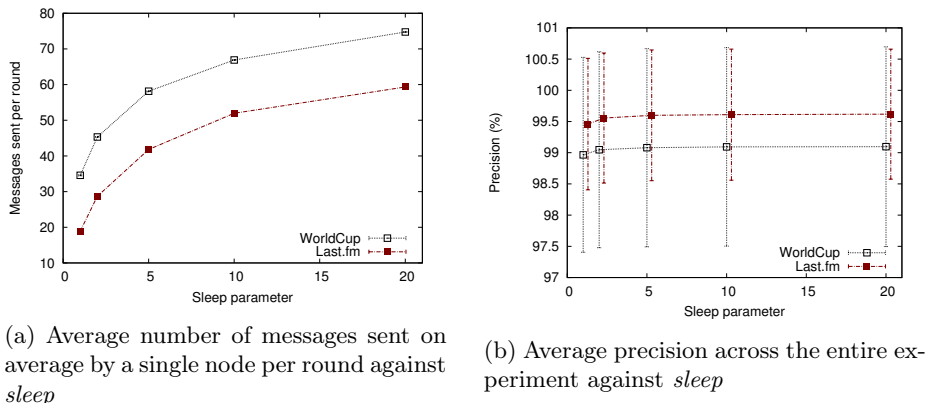 80
70
60
50
40
30
20
10
0 5 10 15 20
Messages sent per round
Sleep parameter
WorldCup
Last.fm
(a) Average number of messages sent on
average by a single node per round against
sleep
101
100.5
100
99.5
99
98.5
98
97.5
97
0 5 10 15 20
Precision (%)
Sleep parameter
WorldCup
Last.fm
(b) Average precision across the entire ex-
periment against sleep